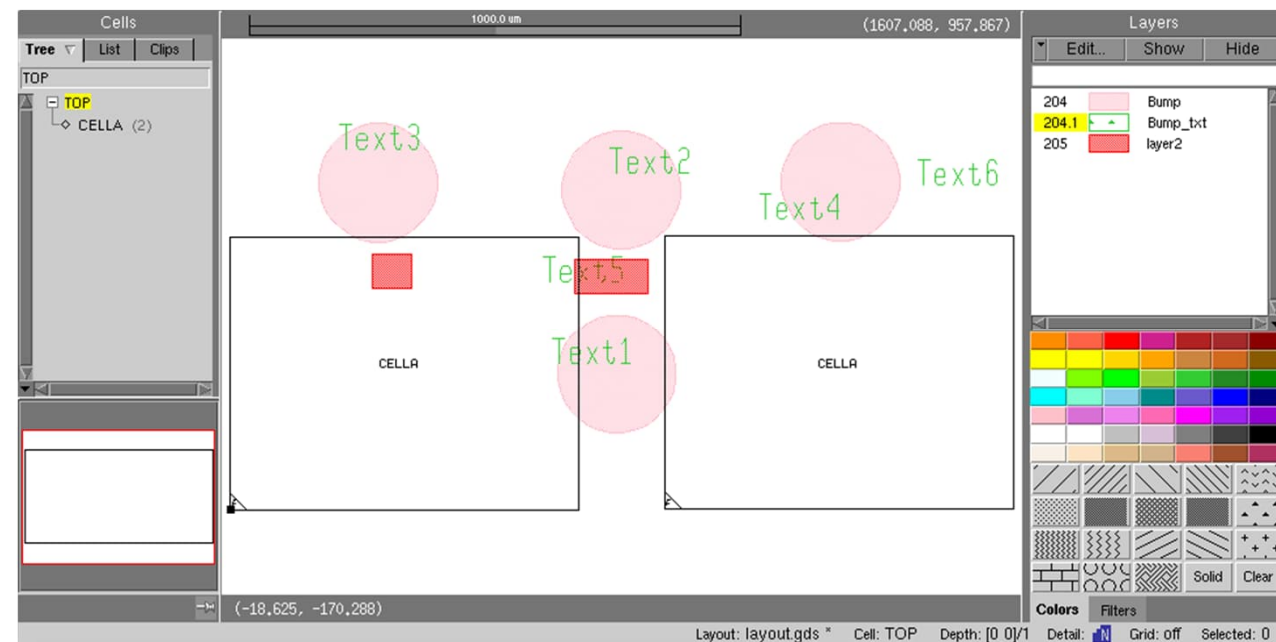 Cells
1000.0 um
(1607.088, 957.867)
Layers
Tree List Clips
Edit... Show Hide
TOP
TOP
CELLA (2)
204 Bump
204.1 Bump_txt
205 layer2
Text3
Text2
Text6
Text4
Text5
Text1
CELLA
CELLA
Solid Clear
(-18.625, -170.288)
Colors Filters
Layout: layout.gds * Cell: TOP Depth: [0 0]/1 Detail: N Grid: off Selected: 0